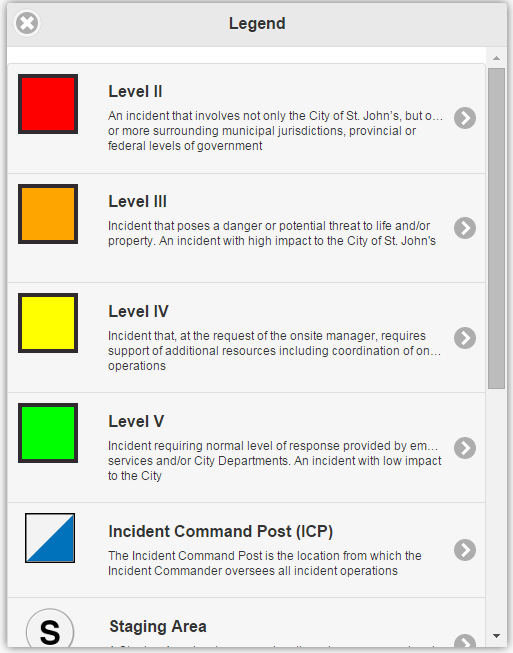 Legend
Level II
An incident that involves not only the City of St. John's, but o...
or more surrounding municipal jurisdictions, provincial or
federal levels of government
Level III
Incident that poses a danger or potential threat to life and/or
property. An incident with high impact to the City of St. John's
Level IV
Incident that, at the request of the onsite manager, requires
support of additional resources including coordination of on...
operations
Level V
Incident requiring normal level of response provided by em...
services and/or City Departments. An incident with low impact
to the City
Incident Command Post (ICP)
The Incident Command Post is the location from which the
Incident Commander oversees all incident operations
S
Staging Area